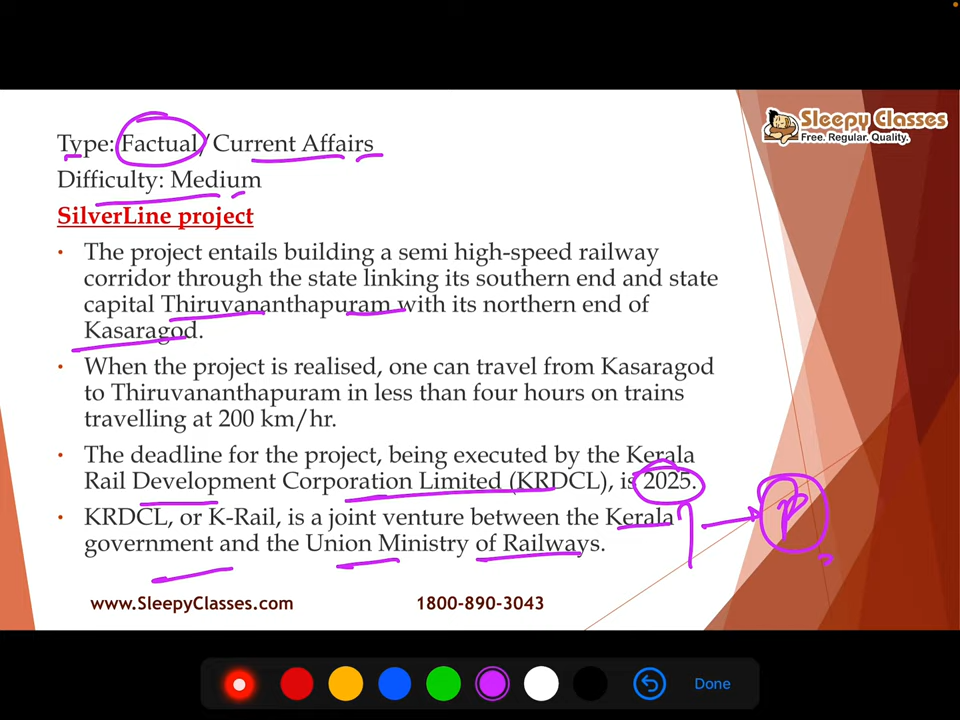 Sleepy Classes
Free. Regular. Quality.
Type: Factual/Current Affairs
Difficulty: Medium
SilverLine project
• The project entails building a semi high-speed railway
corridor through the state linking its southern end and state
capital Thiruvananthapuram with its northern end of
Kasaragod.
• When the project is realised, one can travel from Kasaragod
to Thiruvananthapuram in less than four hours on trains
travelling at 200 km/hr.
• The deadline for the project, being executed by the Kerala
Rail Development Corporation Limited (KRDCL), is 2025.
• KRDCL, or K-Rail, is a joint venture between the Kerala
government and the Union Ministry of Railways.
www.SleepyClasses.com 1800-890-3043
Done